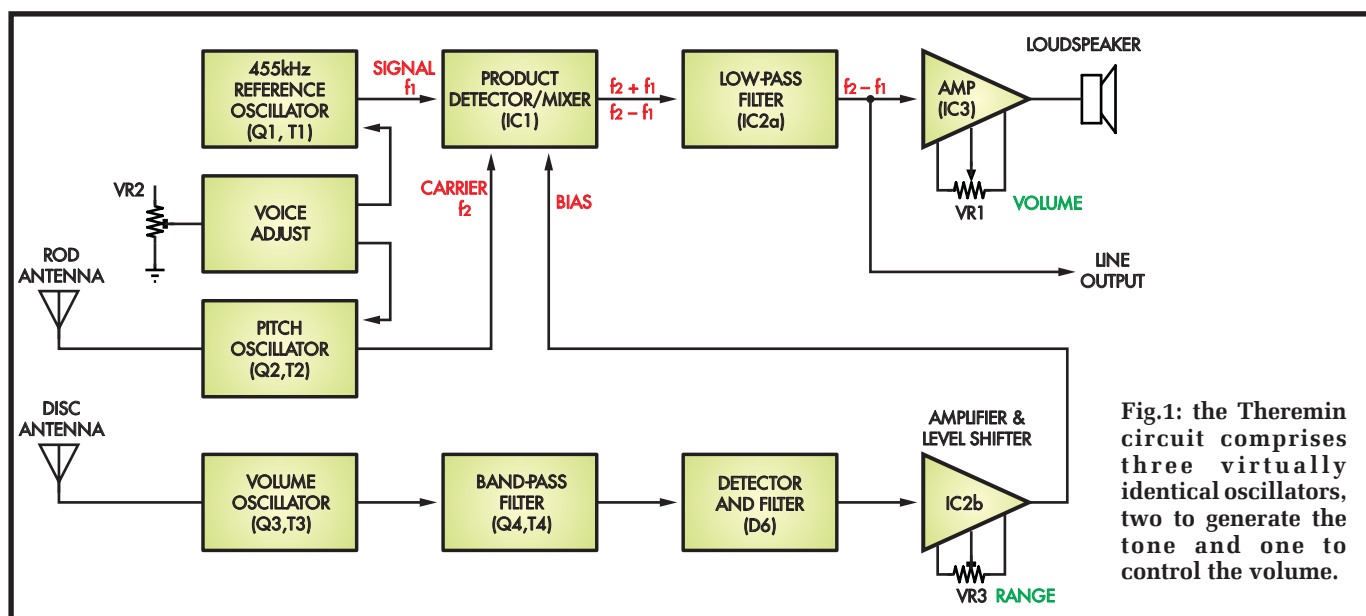 455kHz
REFERENCE
OSCILLATOR
(Q1, T1)
SIGNAL
f1
PRODUCT
DETECTOR/MIXER
(IC1)
f2 + f1
f2 – f1
LOW-PASS
FILTER
(IC2a)
f2 – f1
AMP
(IC3)
LOUDSPEAKER
VR1
VOLUME
LINE
OUTPUT
VR2
VOICE
ADJUST
CARRIER
f2
BIAS
ROD
ANTENNA
PITCH
OSCILLATOR
(Q2,T2)
DISC
ANTENNA
VOLUME
OSCILLATOR
(Q3,T3)
BAND-PASS
FILTER
(Q4,T4)
DETECTOR
AND FILTER
(D6)
AMPLIFIER &
LEVEL SHIFTER
IC2b
VR3 RANGE
Fig.1: the Theremin
circuit comprises
three virtually
identical oscillators,
two to generate the
tone and one to
control the volume.